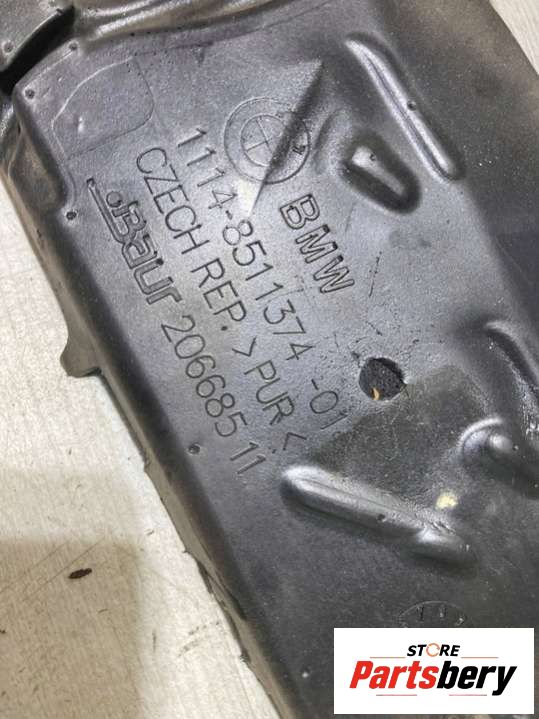 BMW
1114-8511374 -01
CZECH REP. >PUR<
Baur 206685 11
STORE
Partsbery